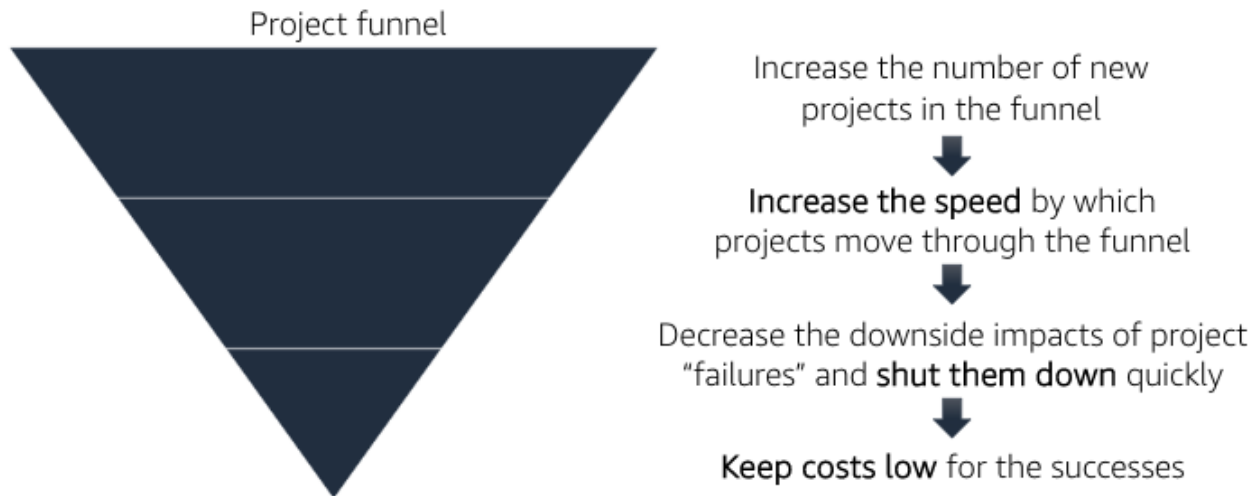 Project funnel
Increase the number of new
projects in the funnel
Increase the speed by which
projects move through the funnel
Decrease the downside impacts of project
“failures” and shut them down quickly
Keep costs low for the successes